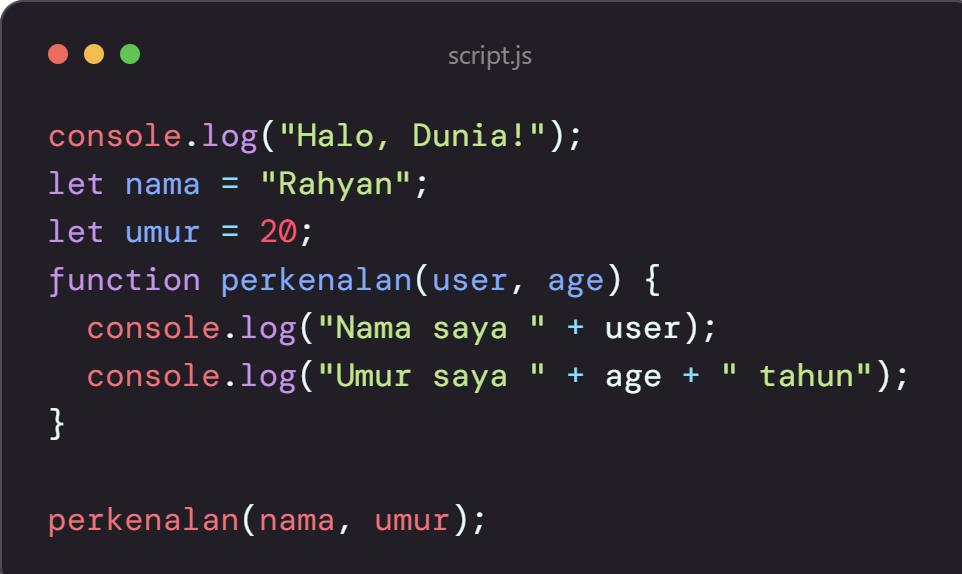 script.js
console.log("Halo, Dunia!");
let nama = "Rahyan";
let umur = 20;
function perkenalan(user, age) {
  console.log("Nama saya " + user);
  console.log("Umur saya " + age + " tahun");
}
perkenalan(nama, umur);